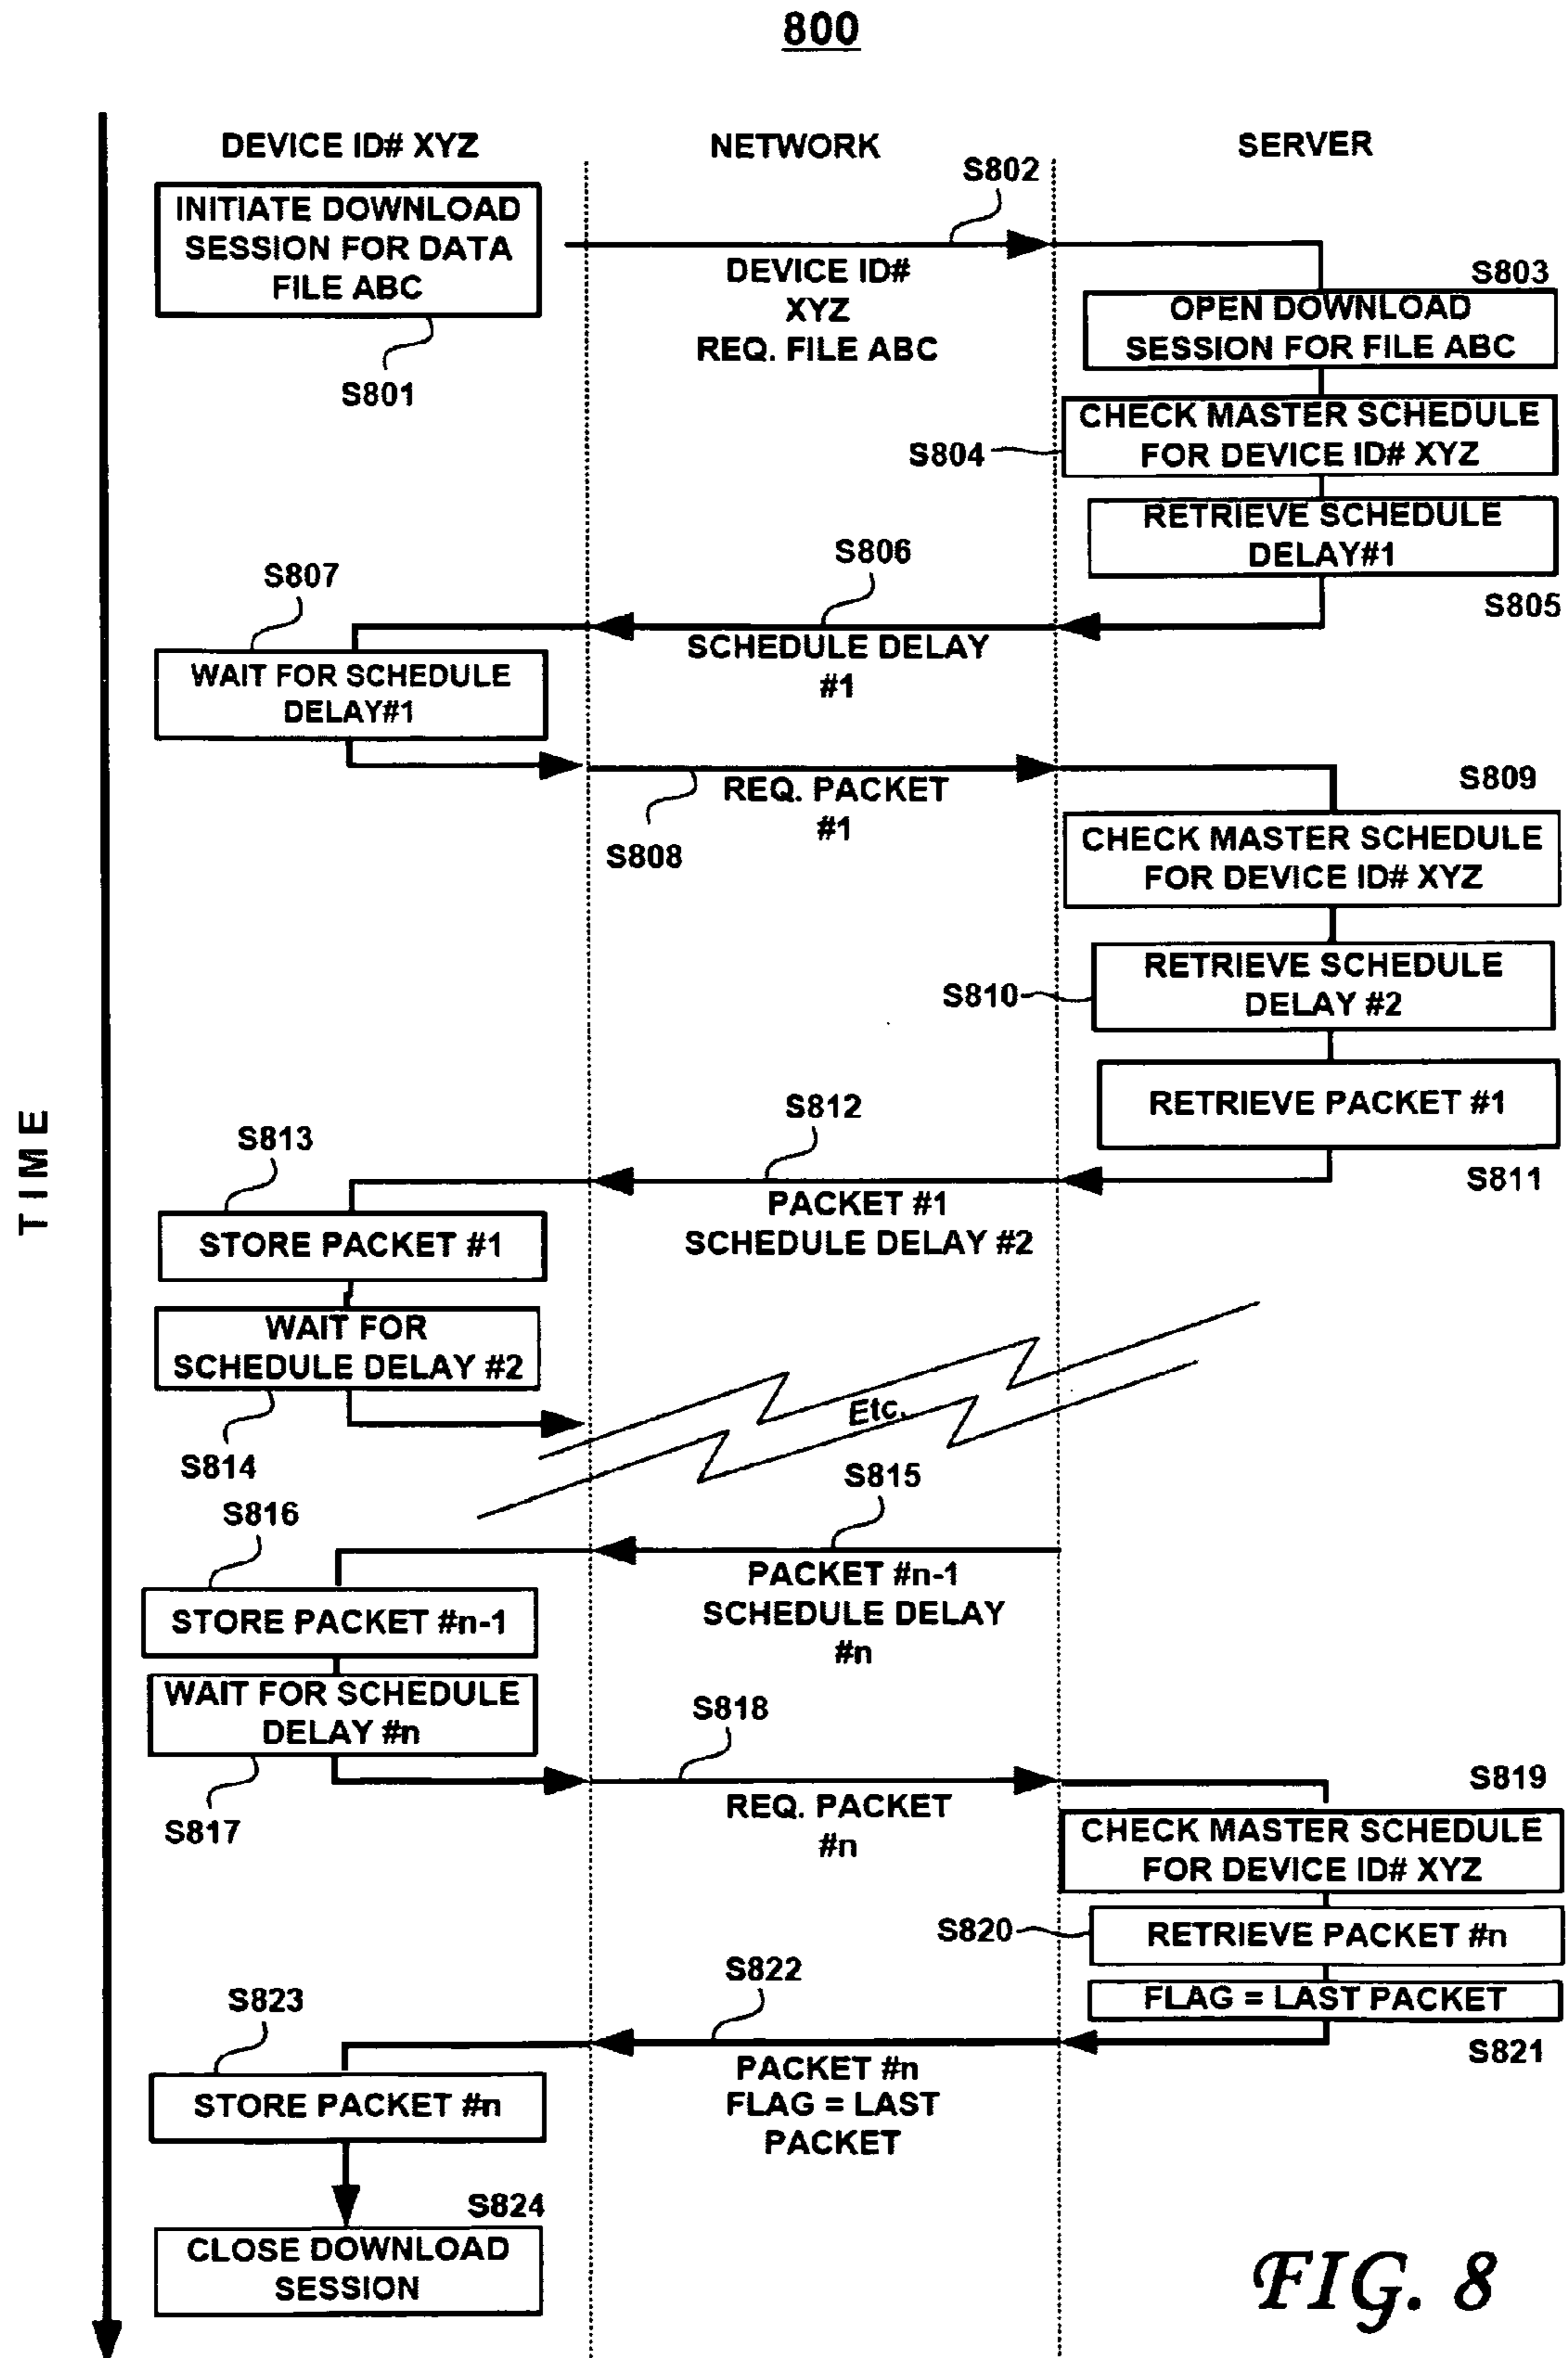 800
DEVICE ID# XYZ
NETWORK
SERVER
S802
INITIATE DOWNLOAD
SESSION FOR DATA
FILE ABC
S801
DEVICE ID#
XYZ
REQ. FILE ABC
S803
OPEN DOWNLOAD
SESSION FOR FILE ABC
S804
CHECK MASTER SCHEDULE
FOR DEVICE ID# XYZ
RETRIEVE SCHEDULE
DELAY#1
S805
S806
SCHEDULE DELAY
#1
S807
WAIT FOR SCHEDULE
DELAY#1
REQ. PACKET
#1
S808
S809
CHECK MASTER SCHEDULE
FOR DEVICE ID# XYZ
S810
RETRIEVE SCHEDULE
DELAY #2
RETRIEVE PACKET #1
S811
S812
PACKET #1
SCHEDULE DELAY #2
S813
STORE PACKET #1
WAIT FOR
SCHEDULE DELAY #2
S814
Etc.
S815
PACKET #n-1
SCHEDULE DELAY
#n
S816
STORE PACKET #n-1
WAIT FOR SCHEDULE
DELAY #n
S817
S818
REQ. PACKET
#n
S819
CHECK MASTER SCHEDULE
FOR DEVICE ID# XYZ
S820
RETRIEVE PACKET #n
FLAG = LAST PACKET
S821
S822
PACKET #n
FLAG = LAST
PACKET
S823
STORE PACKET #n
S824
CLOSE DOWNLOAD
SESSION
TIME
FIG. 8